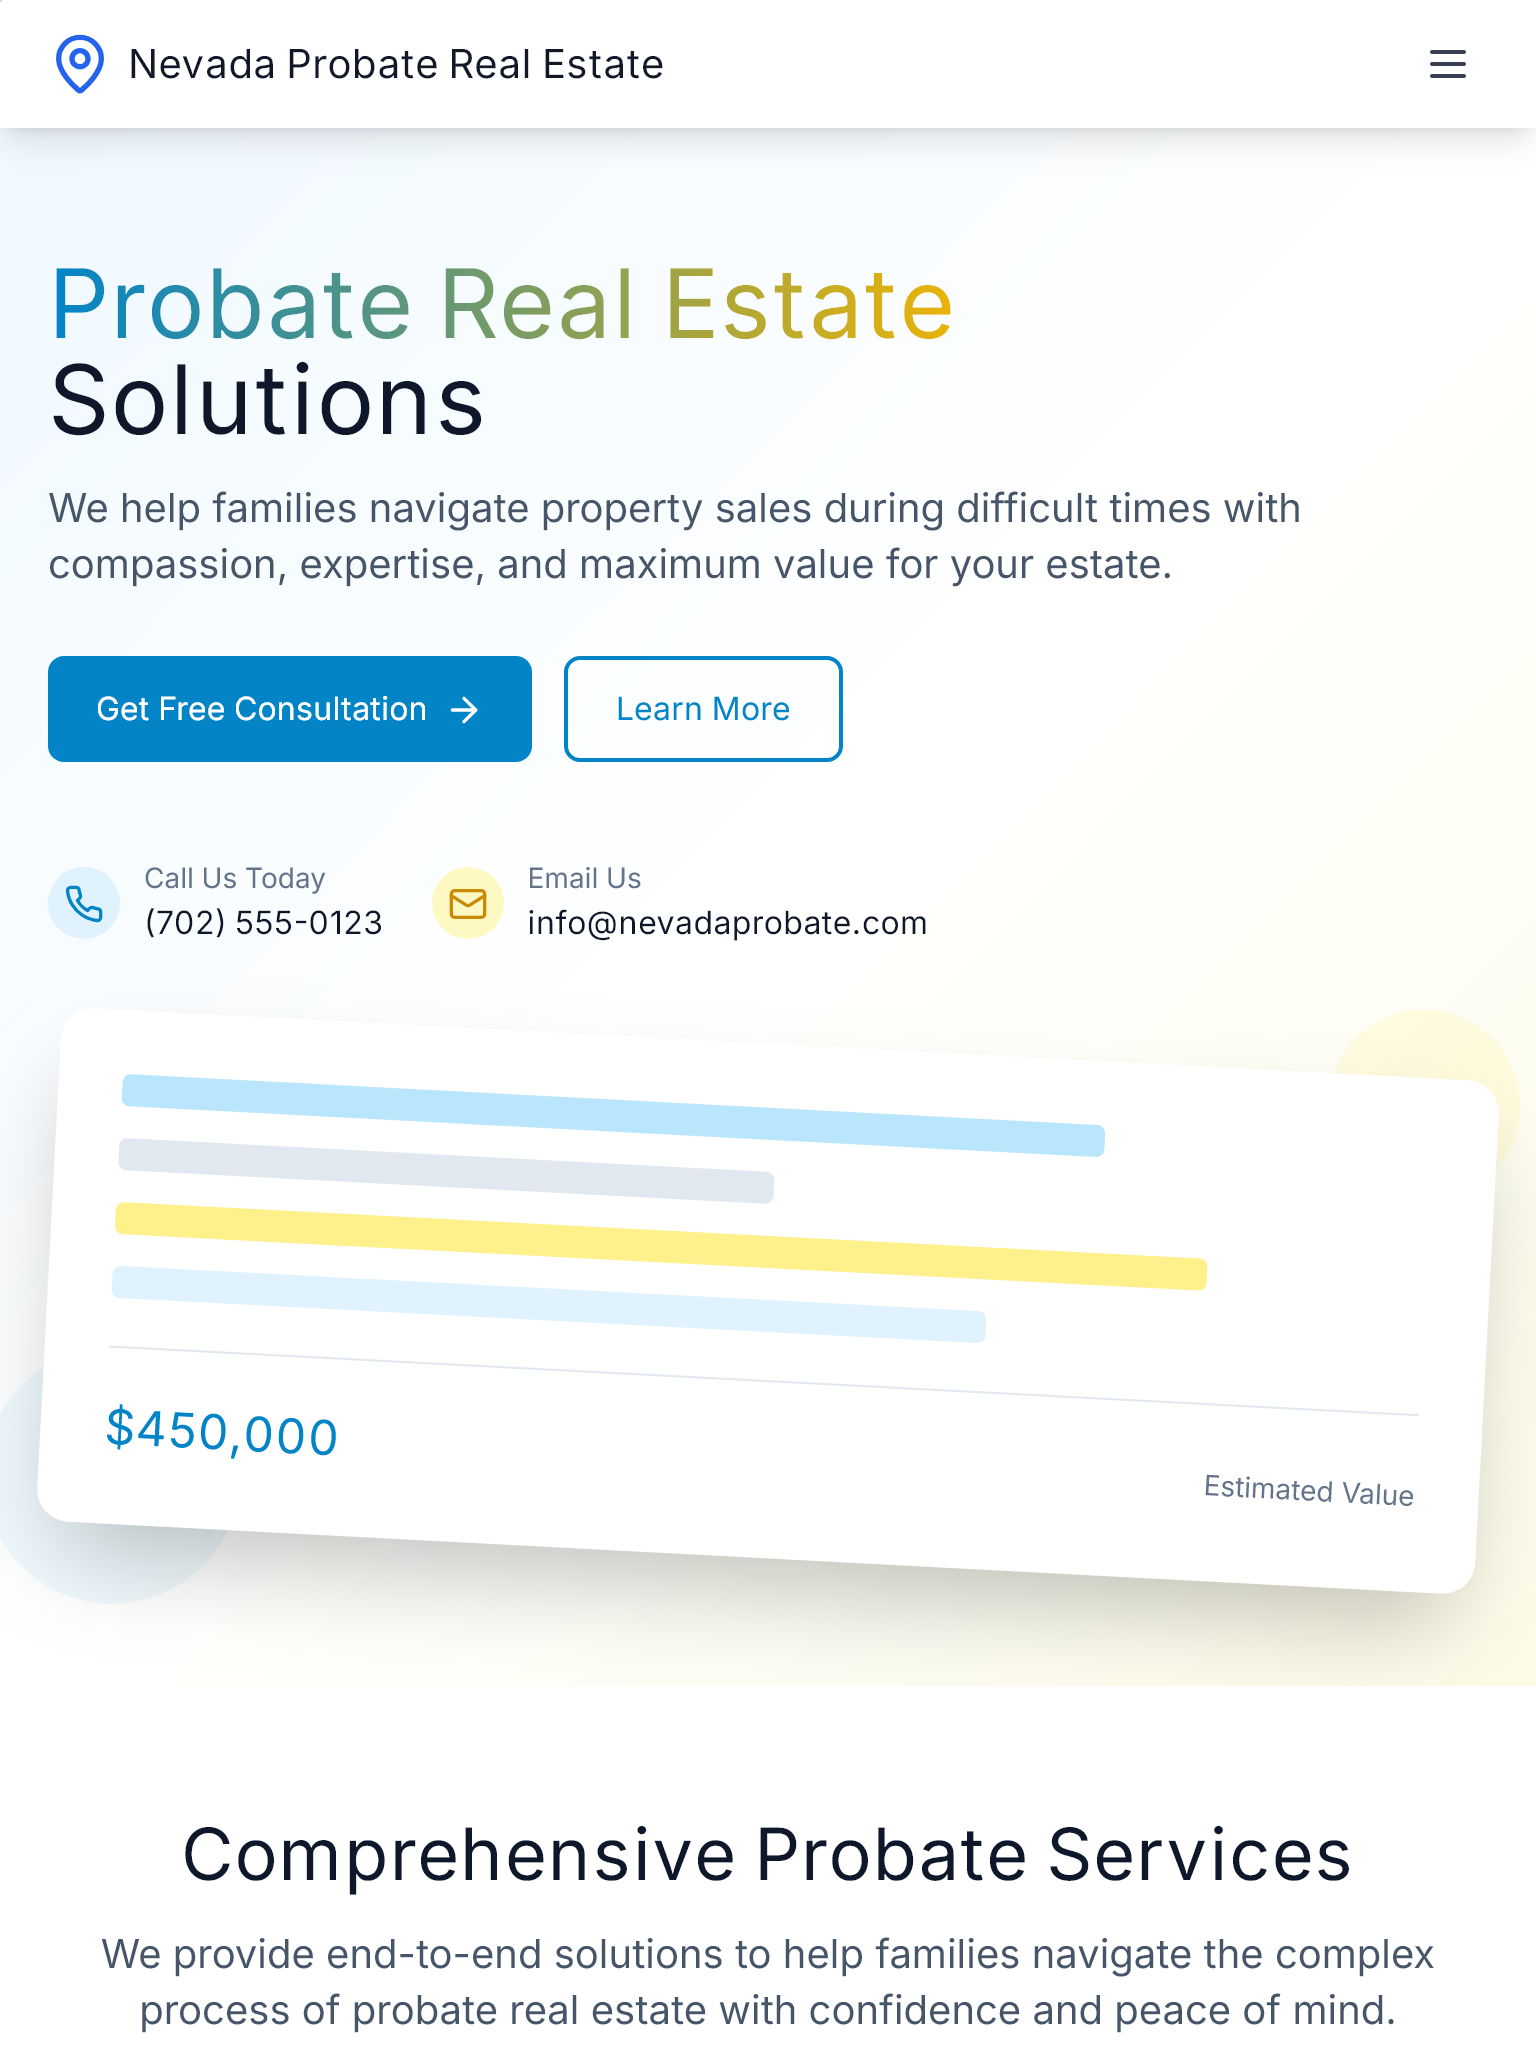 Nevada Probate Real Estate
Probate Real Estate
Solutions
We help families navigate property sales during difficult times with
compassion, expertise, and maximum value for your estate.
Get Free Consultation
Learn More
Call Us Today
(702) 555-0123
Email Us
info@nevadaprobate.com
$450,000
Estimated Value
Comprehensive Probate Services
We provide end-to-end solutions to help families navigate the complex
process of probate real estate with confidence and peace of mind.